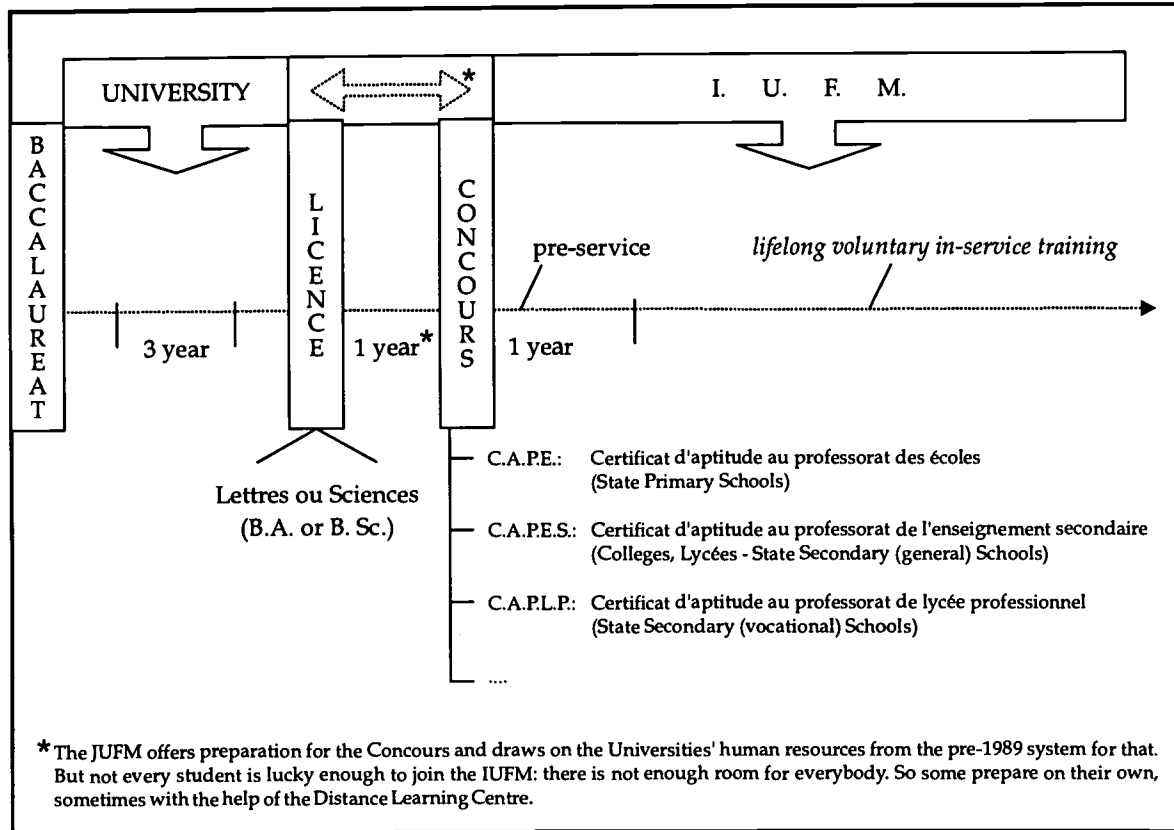 UNIVERSITY
*
I. U. F. M.
BACCALAUREAT
LICENCE
CONCOURS
pre-service
lifelong voluntary in-service training
3 year
1 year*
1 year
Lettres ou Sciences
(B.A. or B. Sc.)
C.A.P.E.: Certificat d'aptitude au professorat des écoles
(State Primary Schools)
C.A.P.E.S.: Certificat d'aptitude au professorat de l'enseignement secondaire
(Colleges, Lycées - State Secondary (general) Schools)
C.A.P.L.P.: Certificat d'aptitude au professorat de lycée professionnel
(State Secondary (vocational) Schools)
....
* The JUFM offers preparation for the Concours and draws on the Universities' human resources from the pre-1989 system for that.
But not every student is lucky enough to join the IUFM: there is not enough room for everybody. So some prepare on their own,
sometimes with the help of the Distance Learning Centre.